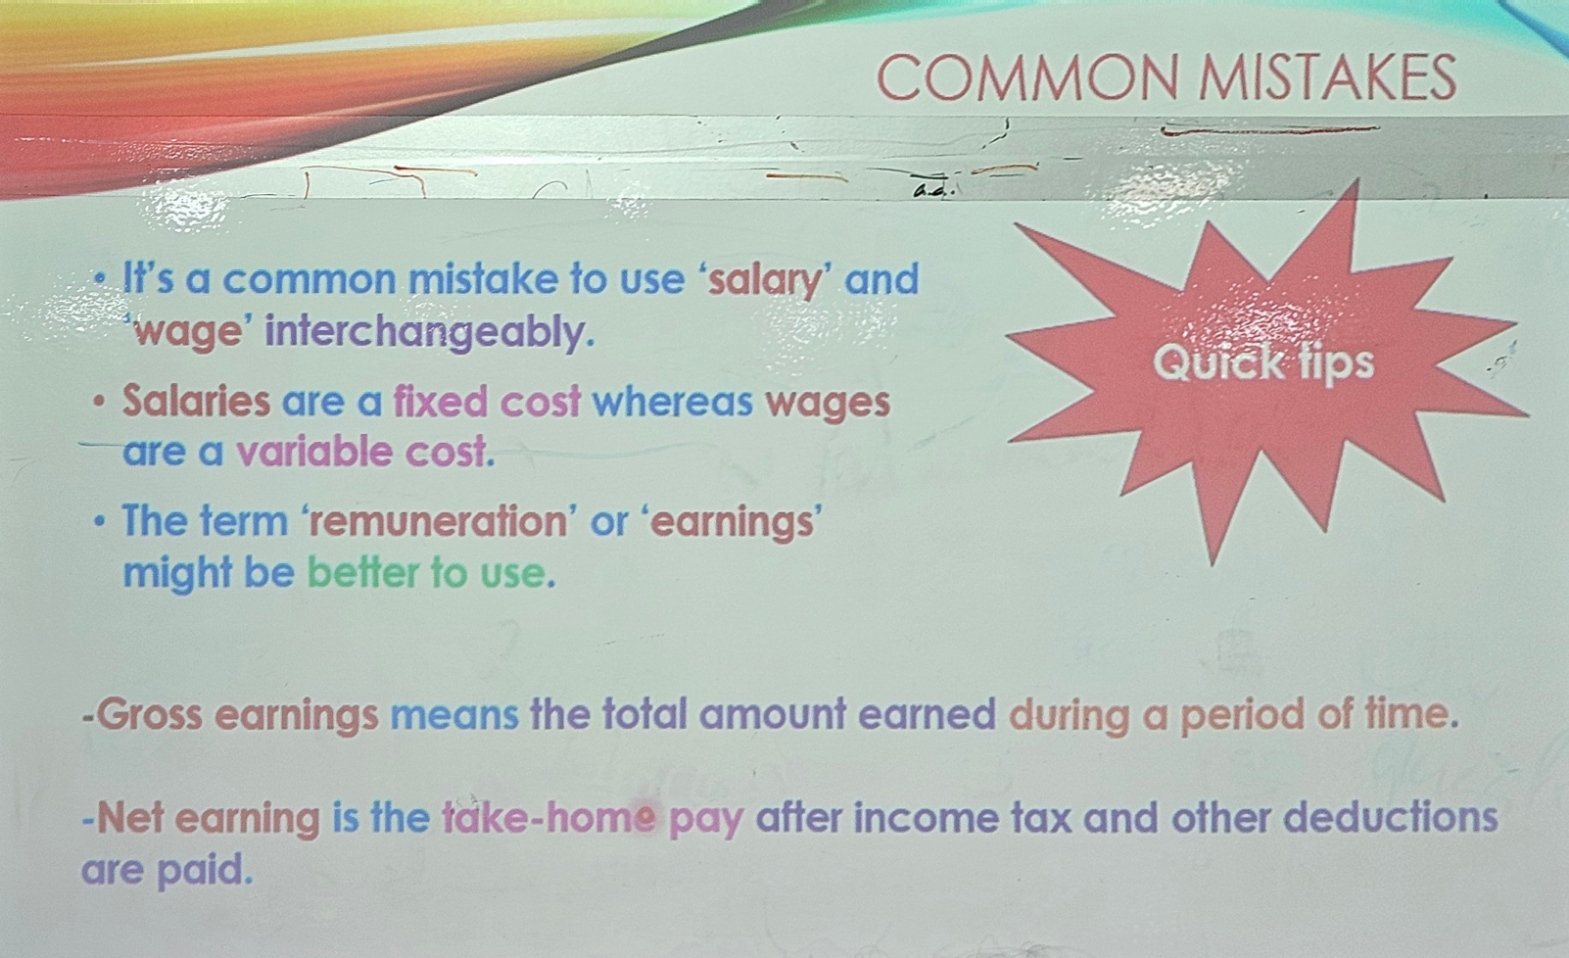 COMMON MISTAKES
• It's a common mistake to use ‘salary’ and
‘wage’ interchangeably.
• Salaries are a fixed cost whereas wages
are a variable cost.
• The term ‘remuneration’ or ‘earnings’
might be better to use.
Quick tips
-Gross earnings means the total amount earned during a period of time.
-Net earning is the take-home pay after income tax and other deductions
are paid.